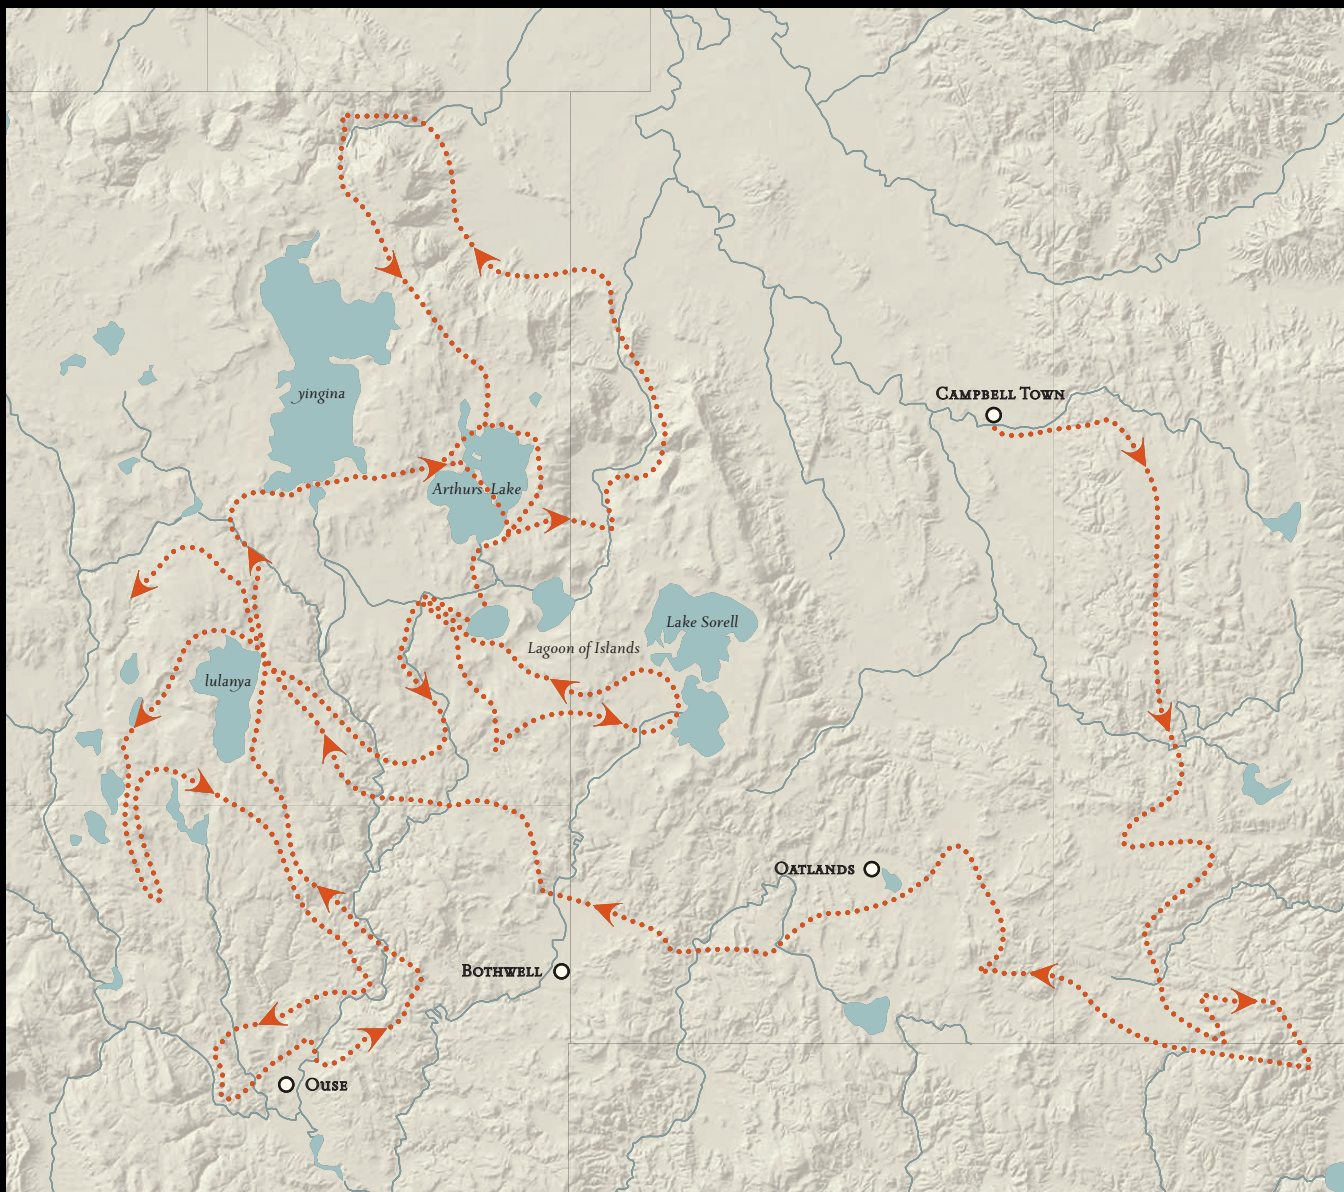 Campbell Town
yingina
Arthurs Lake
Lake Sorell
Lagoon of Islands
lulanya
Oatlands
Bothwell
Ouse